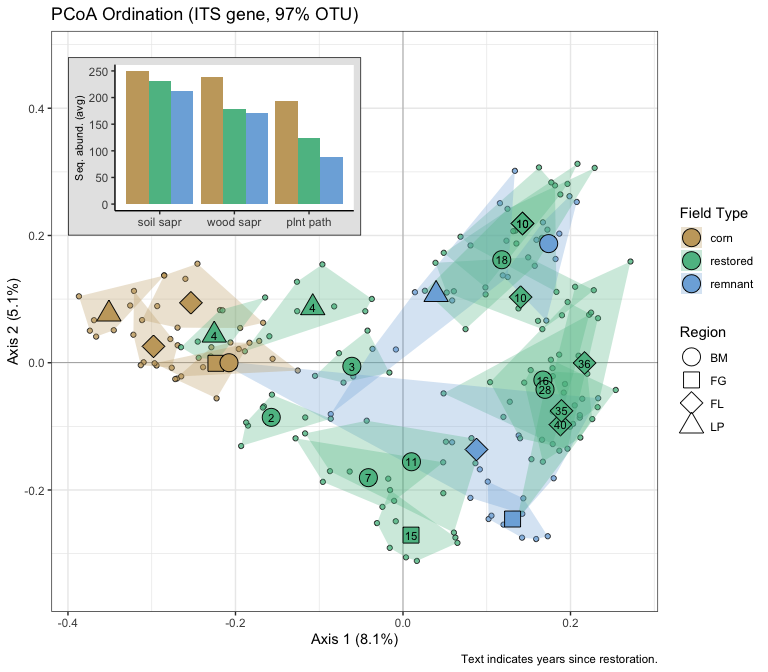 PCoA Ordination (ITS gene, 97% OTU)
Axis 2 (5.1%)
0.4
0.2
0.0
-0.2
-0.4
-0.2
0.0
0.2
Axis 1 (8.1%)
Text indicates years since restoration.
Seq. abund. (avg)
250
200
150
100
50
0
soil sapr
wood sapr
plnt path
10
18
10
4
4
3
36
16
28
2
35
40
11
7
15
Field Type
corn
restored
remnant
Region
BM
FG
FL
LP